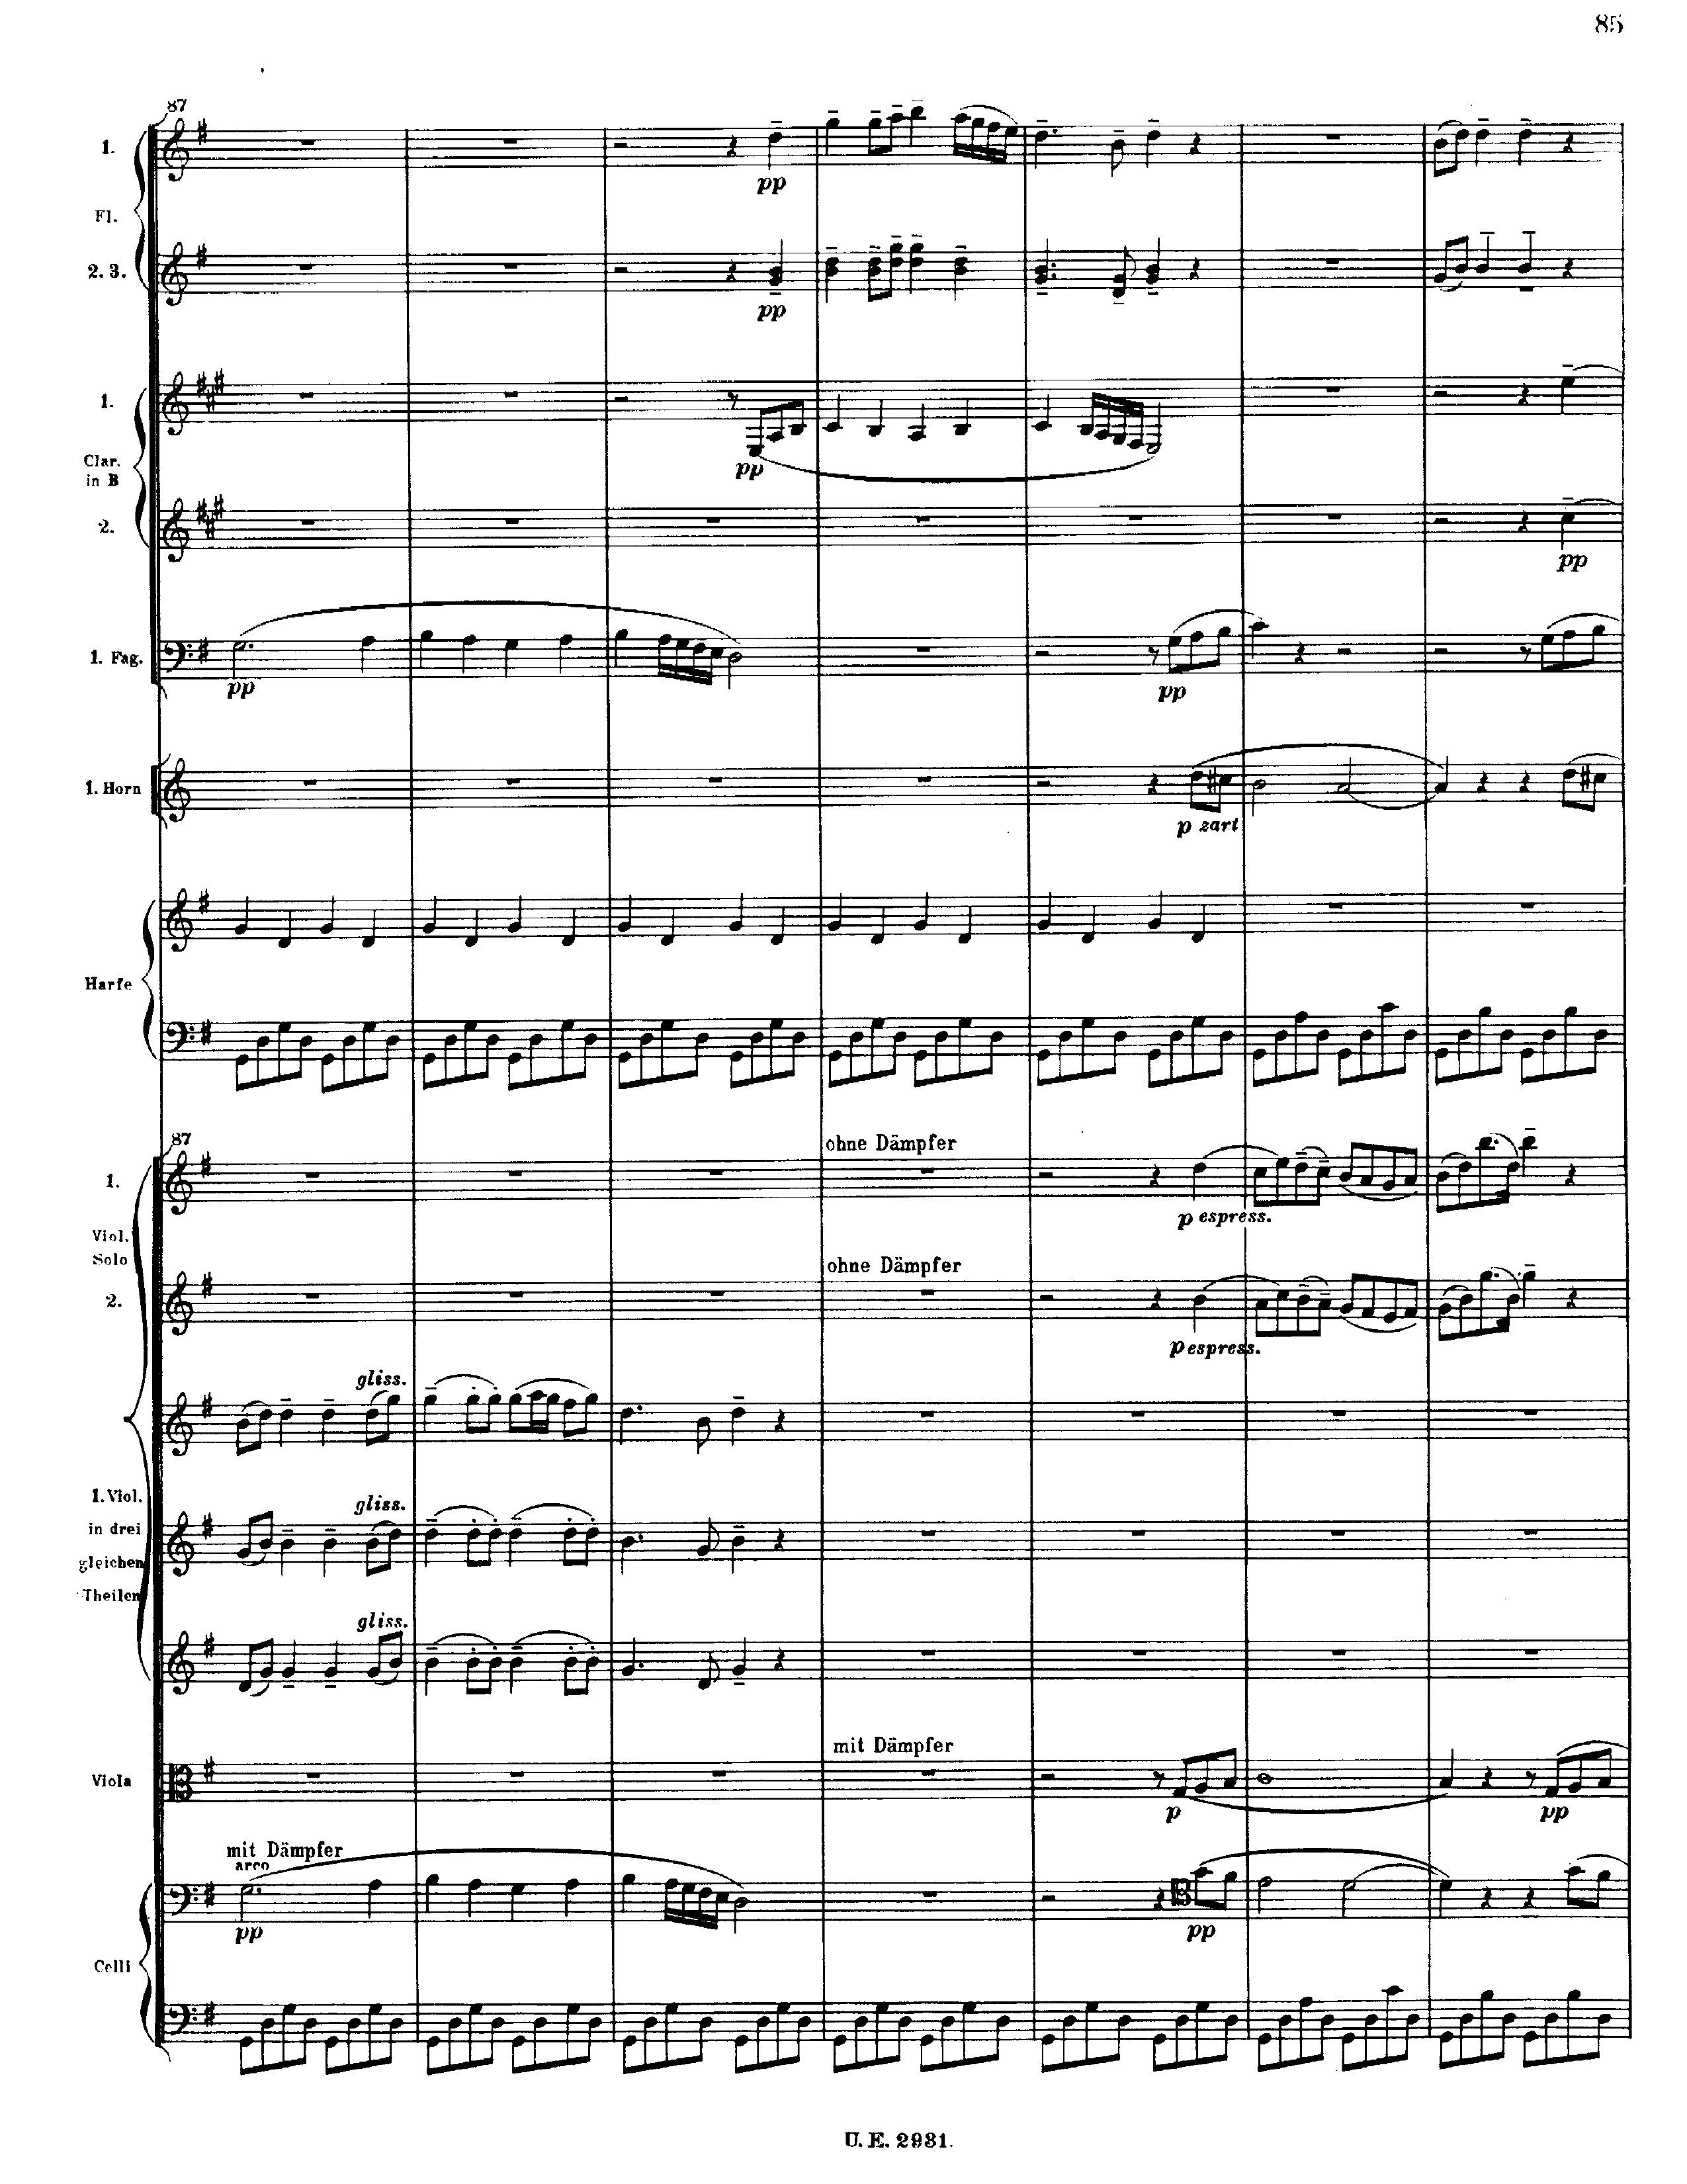 85
87
1.
Fl.
2. 3.
pp
pp
1.
Clar.
in B
2.
pp
pp
1. Fag.
pp
pp
1. Horn
p zart
Harfe
87
ohne Dämpfer
1.
p espress.
Viol.
Solo
ohne Dämpfer
2.
p espress.
gliss.
1. Viol.
in drei
gleichen
Theilen
gliss.
gliss.
mit Dämpfer
Viola
p
pp
mit Dämpfer
arco
pp
pp
Celli
U. E. 2931.